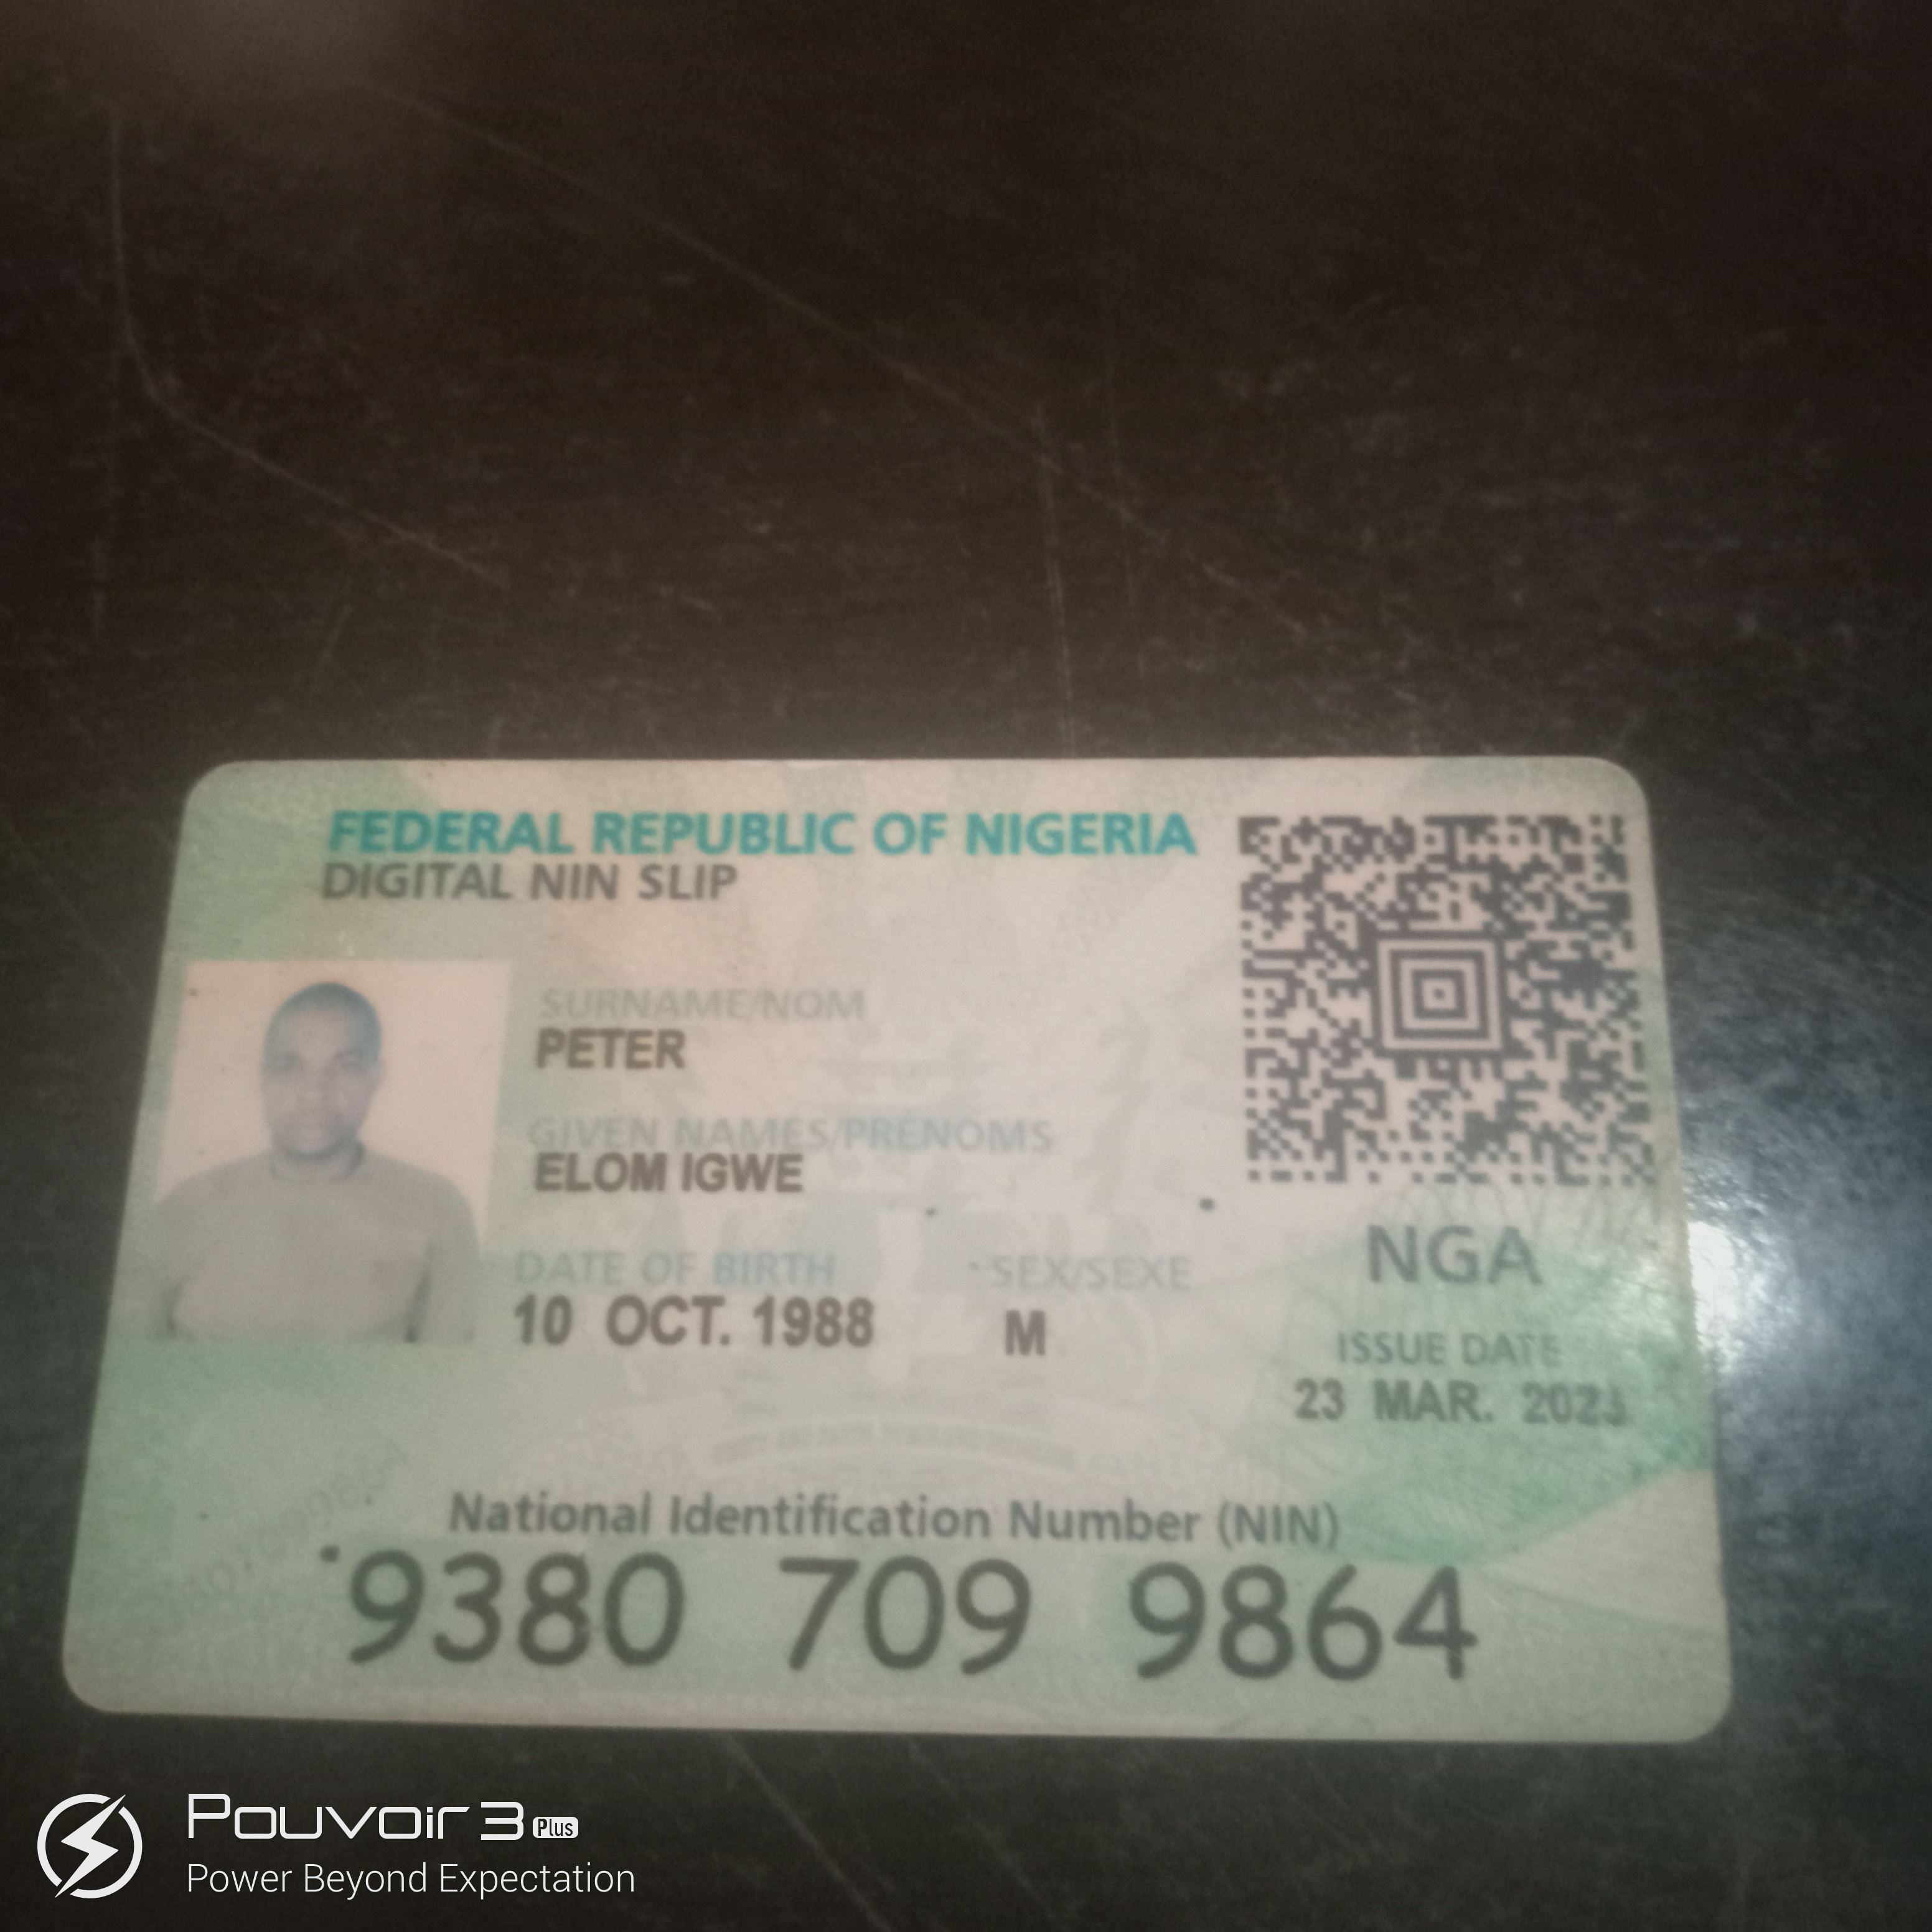 FEDERAL REPUBLIC OF NIGERIA
DIGITAL NIN SLIP
SURNAME/NOM
PETER
GIVEN NAMES/PRÉNOMS
ELOM IGWE
DATE OF BIRTH SEX/SEXE
10 OCT. 1988 M
NGA
ISSUE DATE
23 MAR. 2023
National Identification Number (NIN)
9380 709 9864
Pouvoir 3 Plus
Power Beyond Expectation